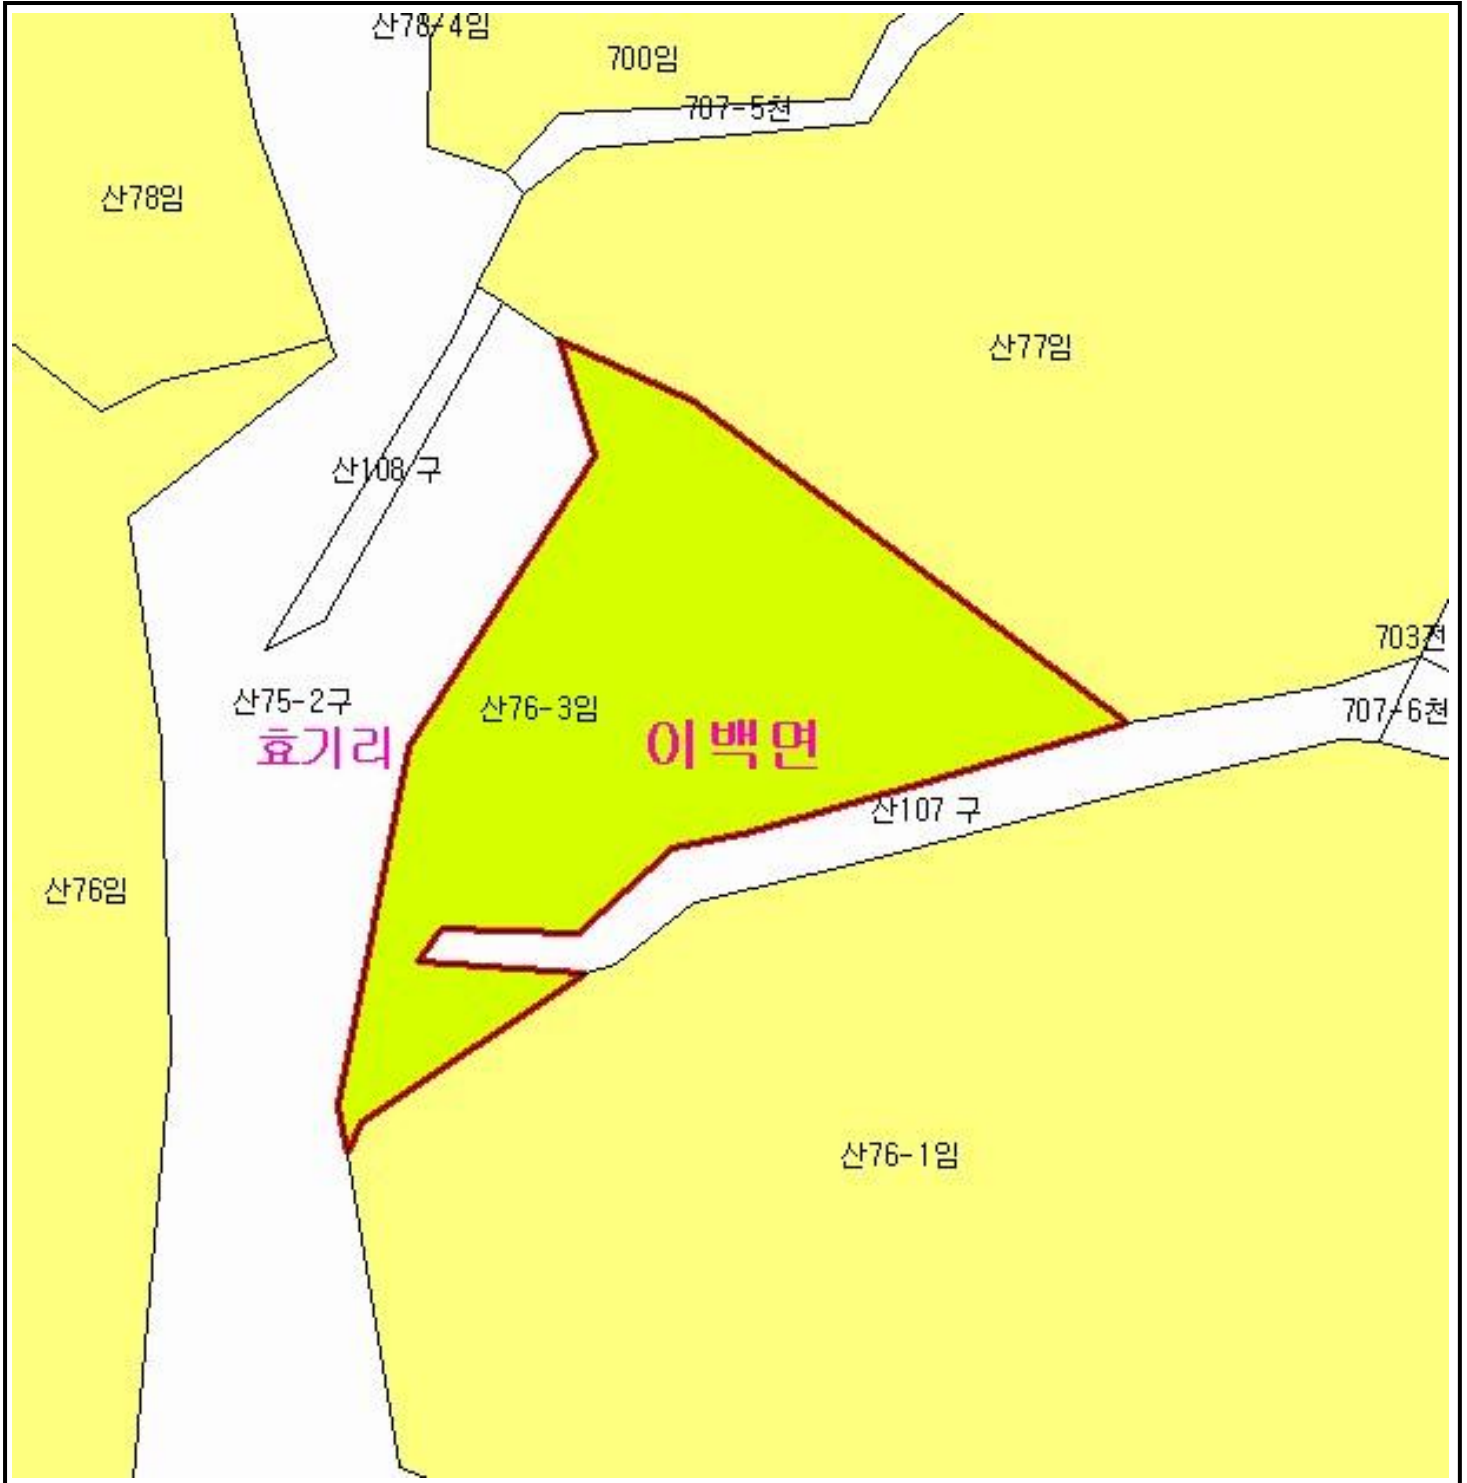 산78-4임
700임
707-5천
산78임
산77임
산108 구
703전
산75-2구
산76-3임
707-6천
효기리
이백면
산107 구
산76임
산76-1임